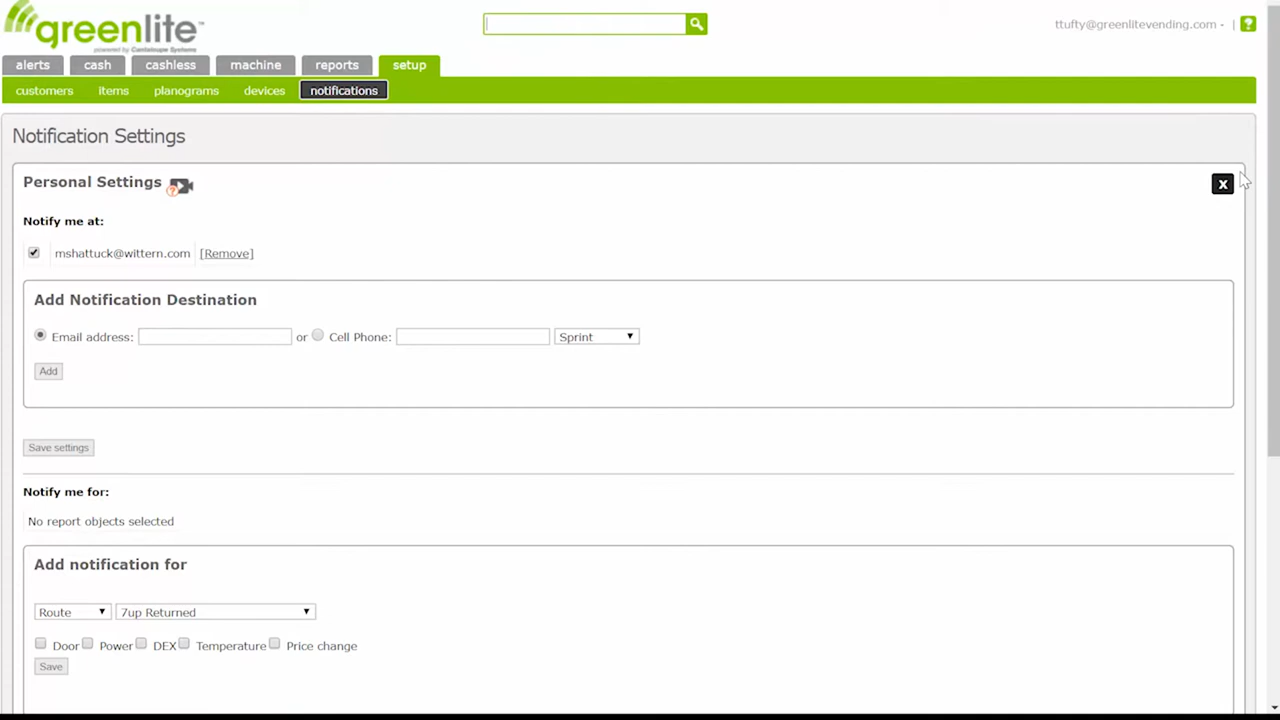 greenlite™
powered by Cantaloupe Systems
ttufty@greenlitevending.com - | ?
alerts cash cashless machine reports setup
customers items planograms devices notifications
Notification Settings
Personal Settings ?
x
Notify me at:
mshattuck@wittern.com [Remove]
Add Notification Destination
Email address: or Cell Phone: Sprint
Add
Save settings
Notify me for:
No report objects selected
Add notification for
Route 7up Returned
Door Power DEX Temperature Price change
Save